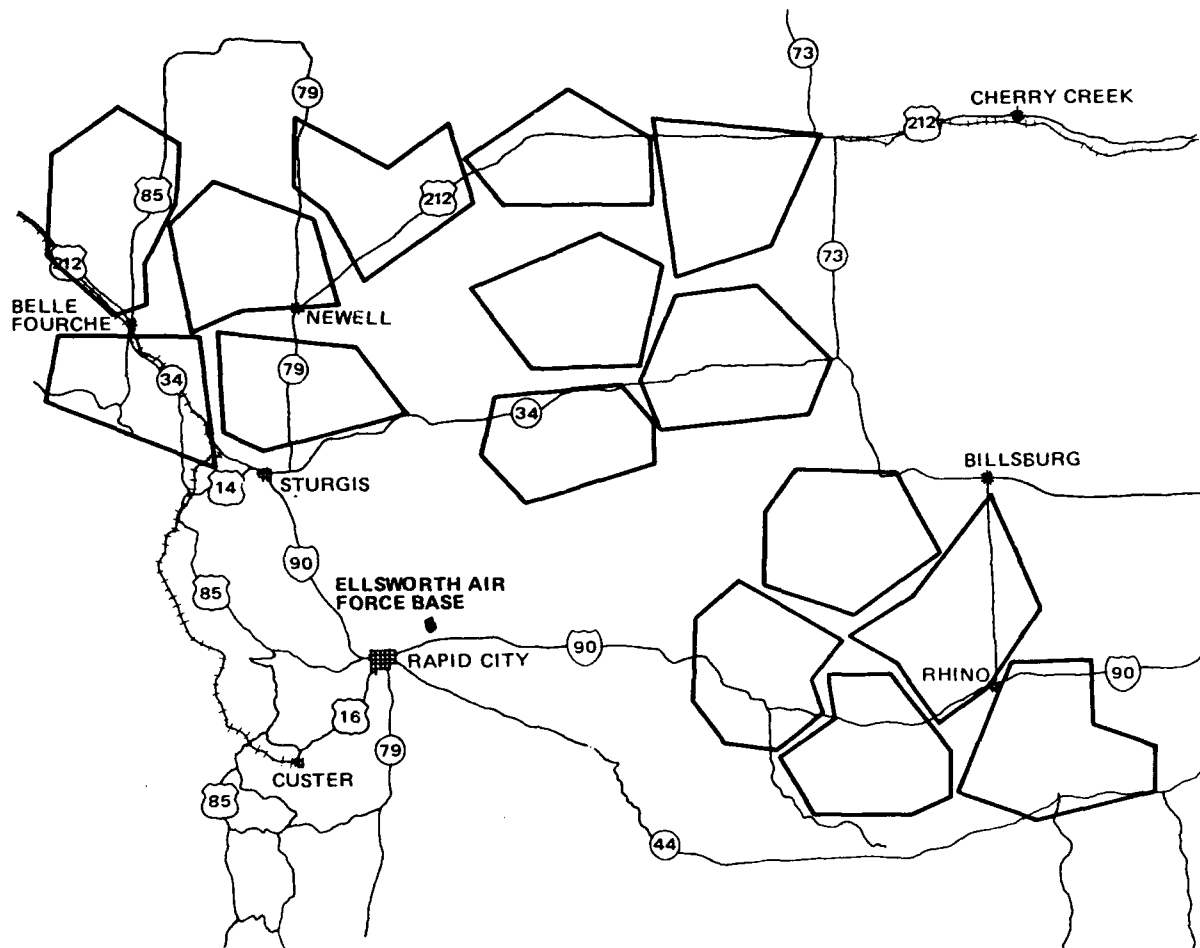 73
CHERRY CREEK
212
79
85
212
212
73
BELLE
FOURCHE
NEWELL
79
34
34
BILLSBURG
14
STURGIS
90
ELLSWORTH AIR
FORCE BASE
85
90
RAPID CITY
RHINO
90
16
79
CUSTER
85
44